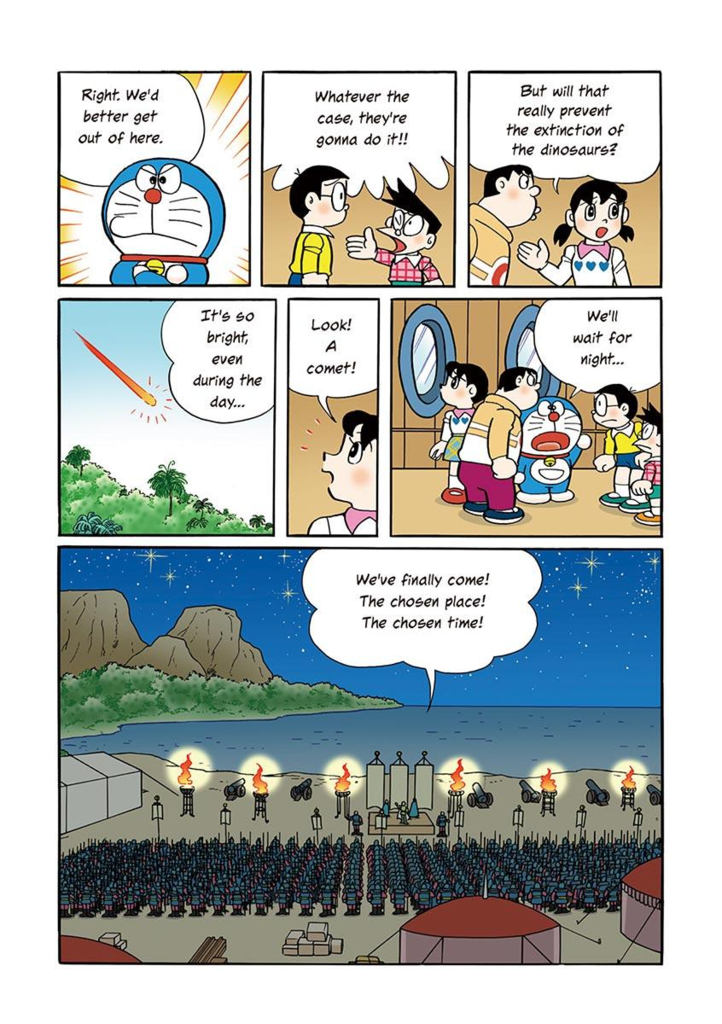 But will that
really prevent
the extinction of
the dinosaurs?
Whatever the
case, they're
gonna do it!!
Right. We'd
better get
out of here.
We'll
wait for
night...
Look!
A
comet!
It's so
bright,
even
during the
day...
We've finally come!
The chosen place!
The chosen time!